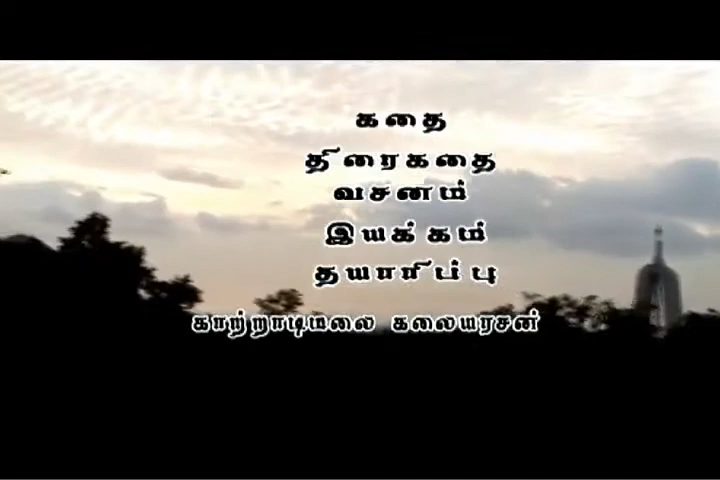 கதை
திரைகதை
வசனம்
இயக்கம்
தயாரிப்பு
காற்றாடிமலை கலையரசன்